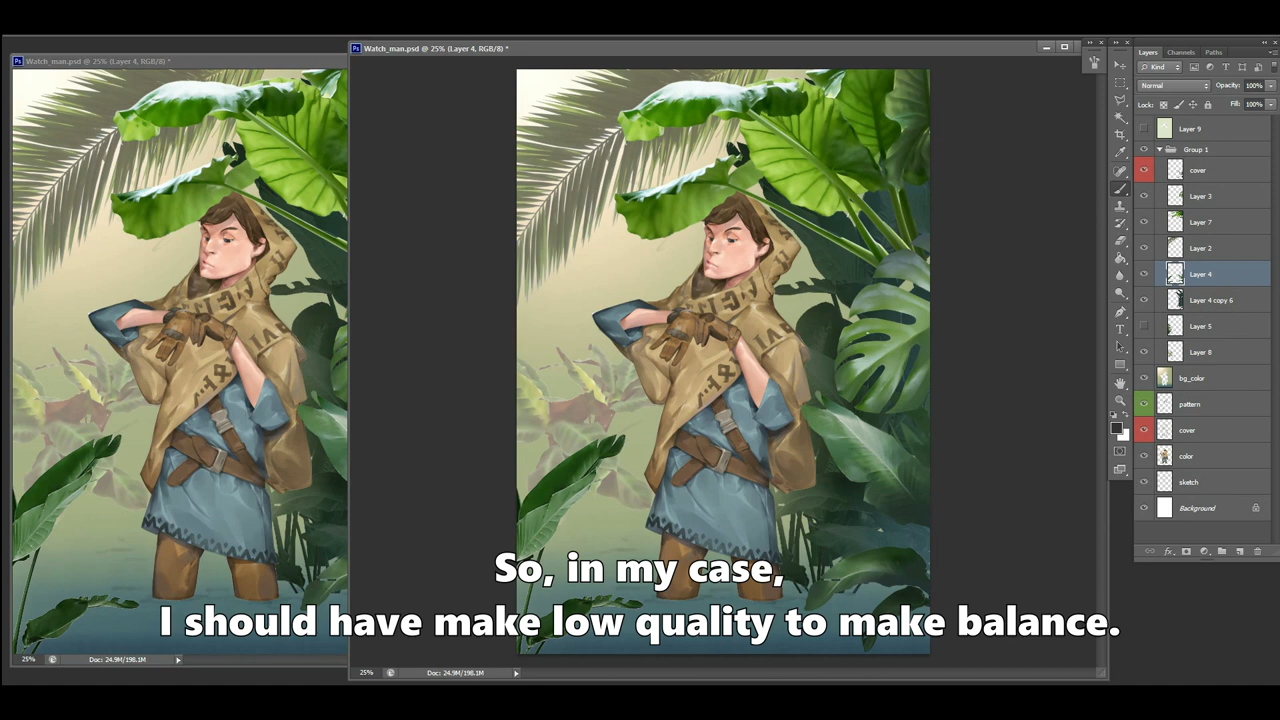 Watch_man.psd @ 25% (Layer 4, RGB/8) *
Watch_man.psd @ 25% (Layer 4, RGB/8) *
Layers Channels Paths
Kind
Normal Opacity: 100%
Lock: Fill: 100%
Layer 9
Group 1
cover
Layer 3
Layer 7
Layer 2
Layer 4
Layer 4 copy 6
Layer 5
Layer 8
bg_color
pattern
cover
color
sketch
Background
So, in my case,
I should have make low quality to make balance.
25% Doc: 24.9M/198.1M
25% Doc: 24.9M/198.1M